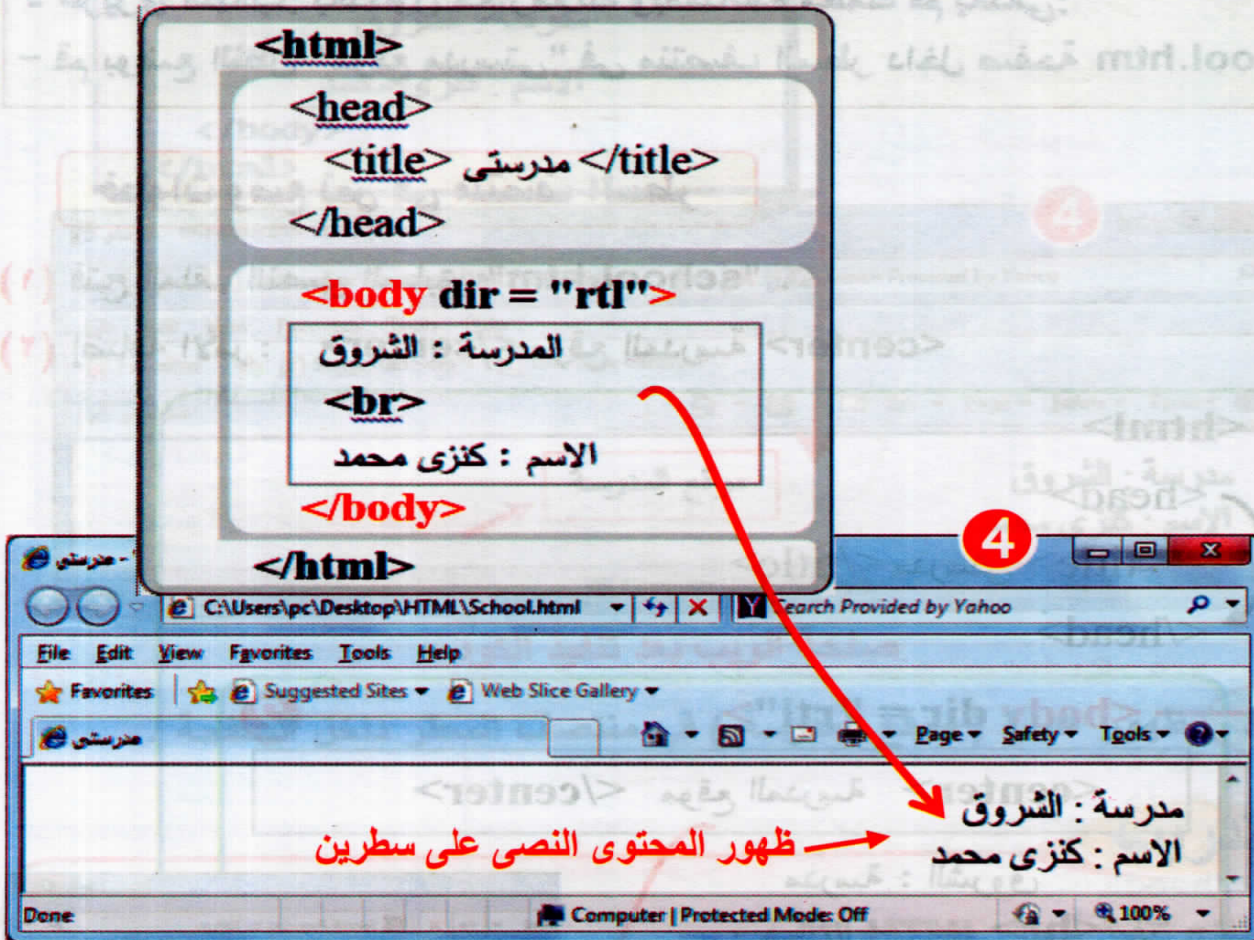 <html>
<head>
<title> مدرستى </title>
</head>
<body dir = "rtl">
المدرسة : الشروق
<br>
الاسم : كنزى محمد
</body>
</html>
4
مدرستى -
C:\Users\pc\Desktop\HTML\School.html
Search Provided by Yahoo
File Edit View Favorites Tools Help
Favorites Suggested Sites Web Slice Gallery
مدرستى
Page Safety Tools
مدرسة : الشروق
ظهور المحتوى النصى على سطرين
الاسم : كنزى محمد
Done Computer | Protected Mode: Off 100%